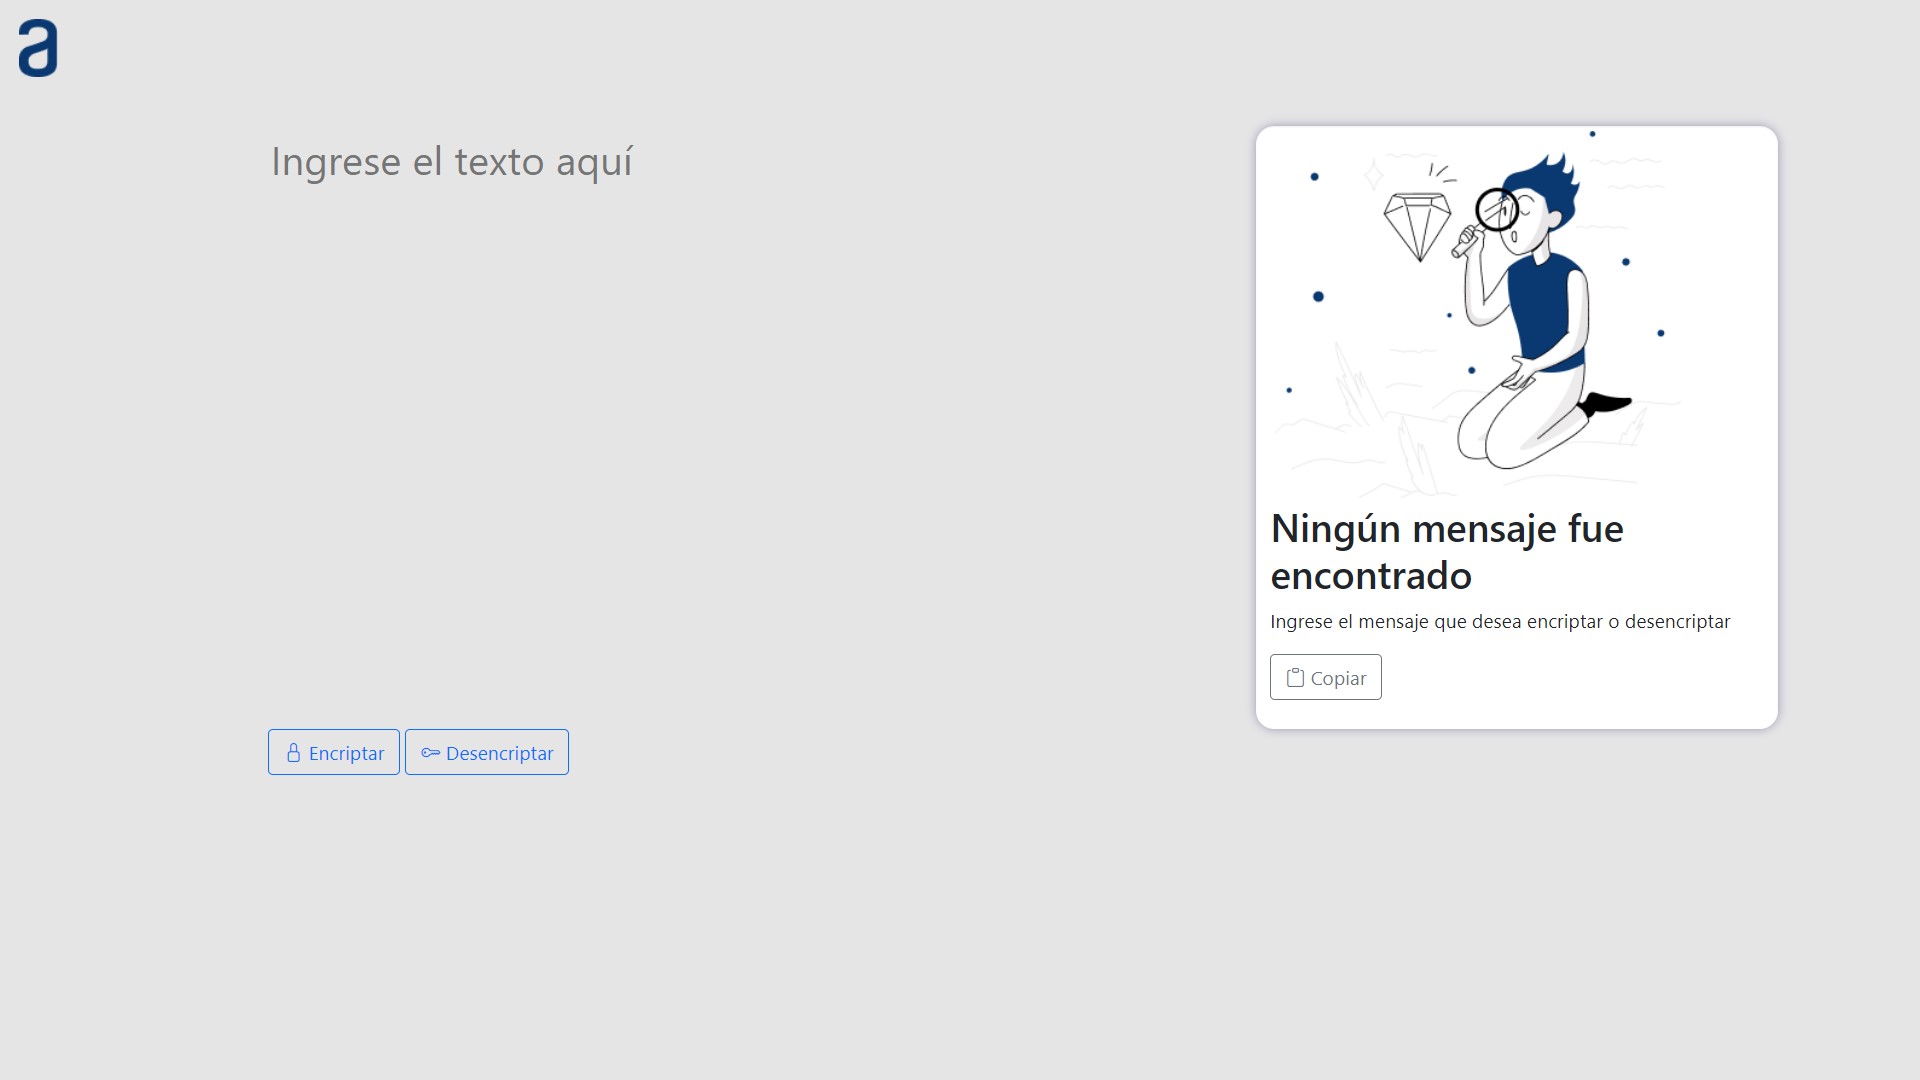 a
Ingrese el texto aquí
Encriptar
Desencriptar
Ningún mensaje fue
encontrado
Ingrese el mensaje que desea encriptar o desencriptar
Copiar